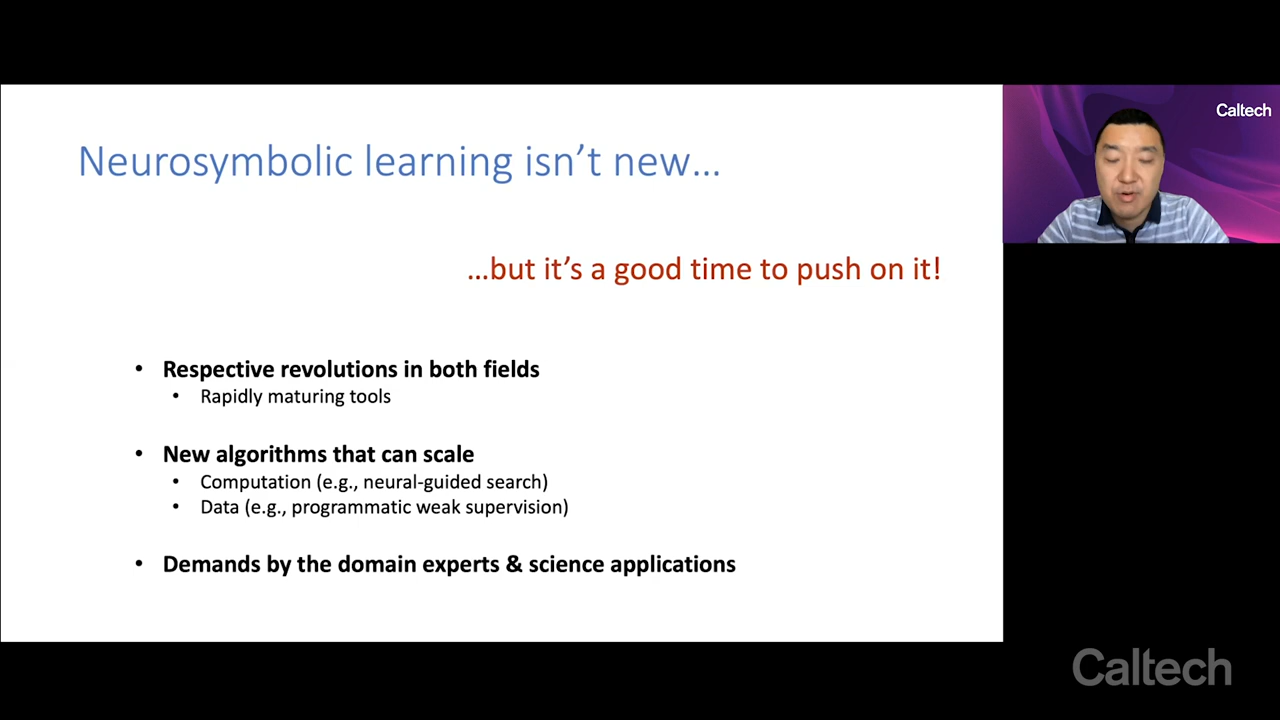 Neurosymbolic learning isn’t new…
…but it’s a good time to push on it!
• Respective revolutions in both fields
• Rapidly maturing tools
• New algorithms that can scale
• Computation (e.g., neural-guided search)
• Data (e.g., programmatic weak supervision)
• Demands by the domain experts & science applications
Caltech
Caltech